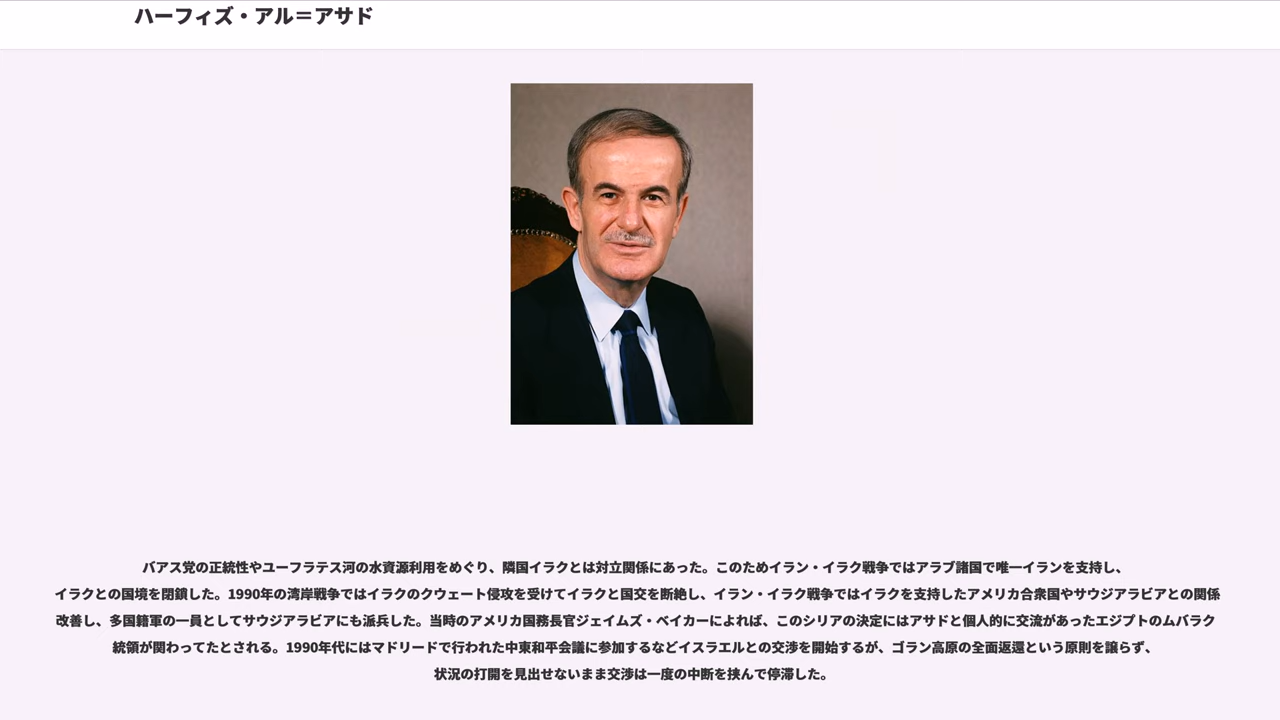 ハーフィズ・アル＝アサド
バアス党の正統性やユーフラテス河の水資源利用をめぐり、隣国イラクとは対立関係にあった。このためイラン・イラク戦争ではアラブ諸国で唯一イランを支持し、
イラクとの国境を閉鎖した。1990年の湾岸戦争ではイラクのクウェート侵攻を受けてイラクと国交を断絶し、イラン・イラク戦争ではイラクを支持したアメリカ合衆国やサウジアラビアとの関係
改善し、多国籍軍の一員としてサウジアラビアにも派兵した。当時のアメリカ国務長官ジェイムズ・ベイカーによれば、このシリアの決定にはアサドと個人的に交流があったエジプトのムバラク
統領が関わってたとされる。1990年代にはマドリードで行われた中東和平会議に参加するなどイスラエルとの交渉を開始するが、ゴラン高原の全面返還という原則を譲らず、
状況の打開を見出せないまま交渉は一度の中断を挟んで停滞した。